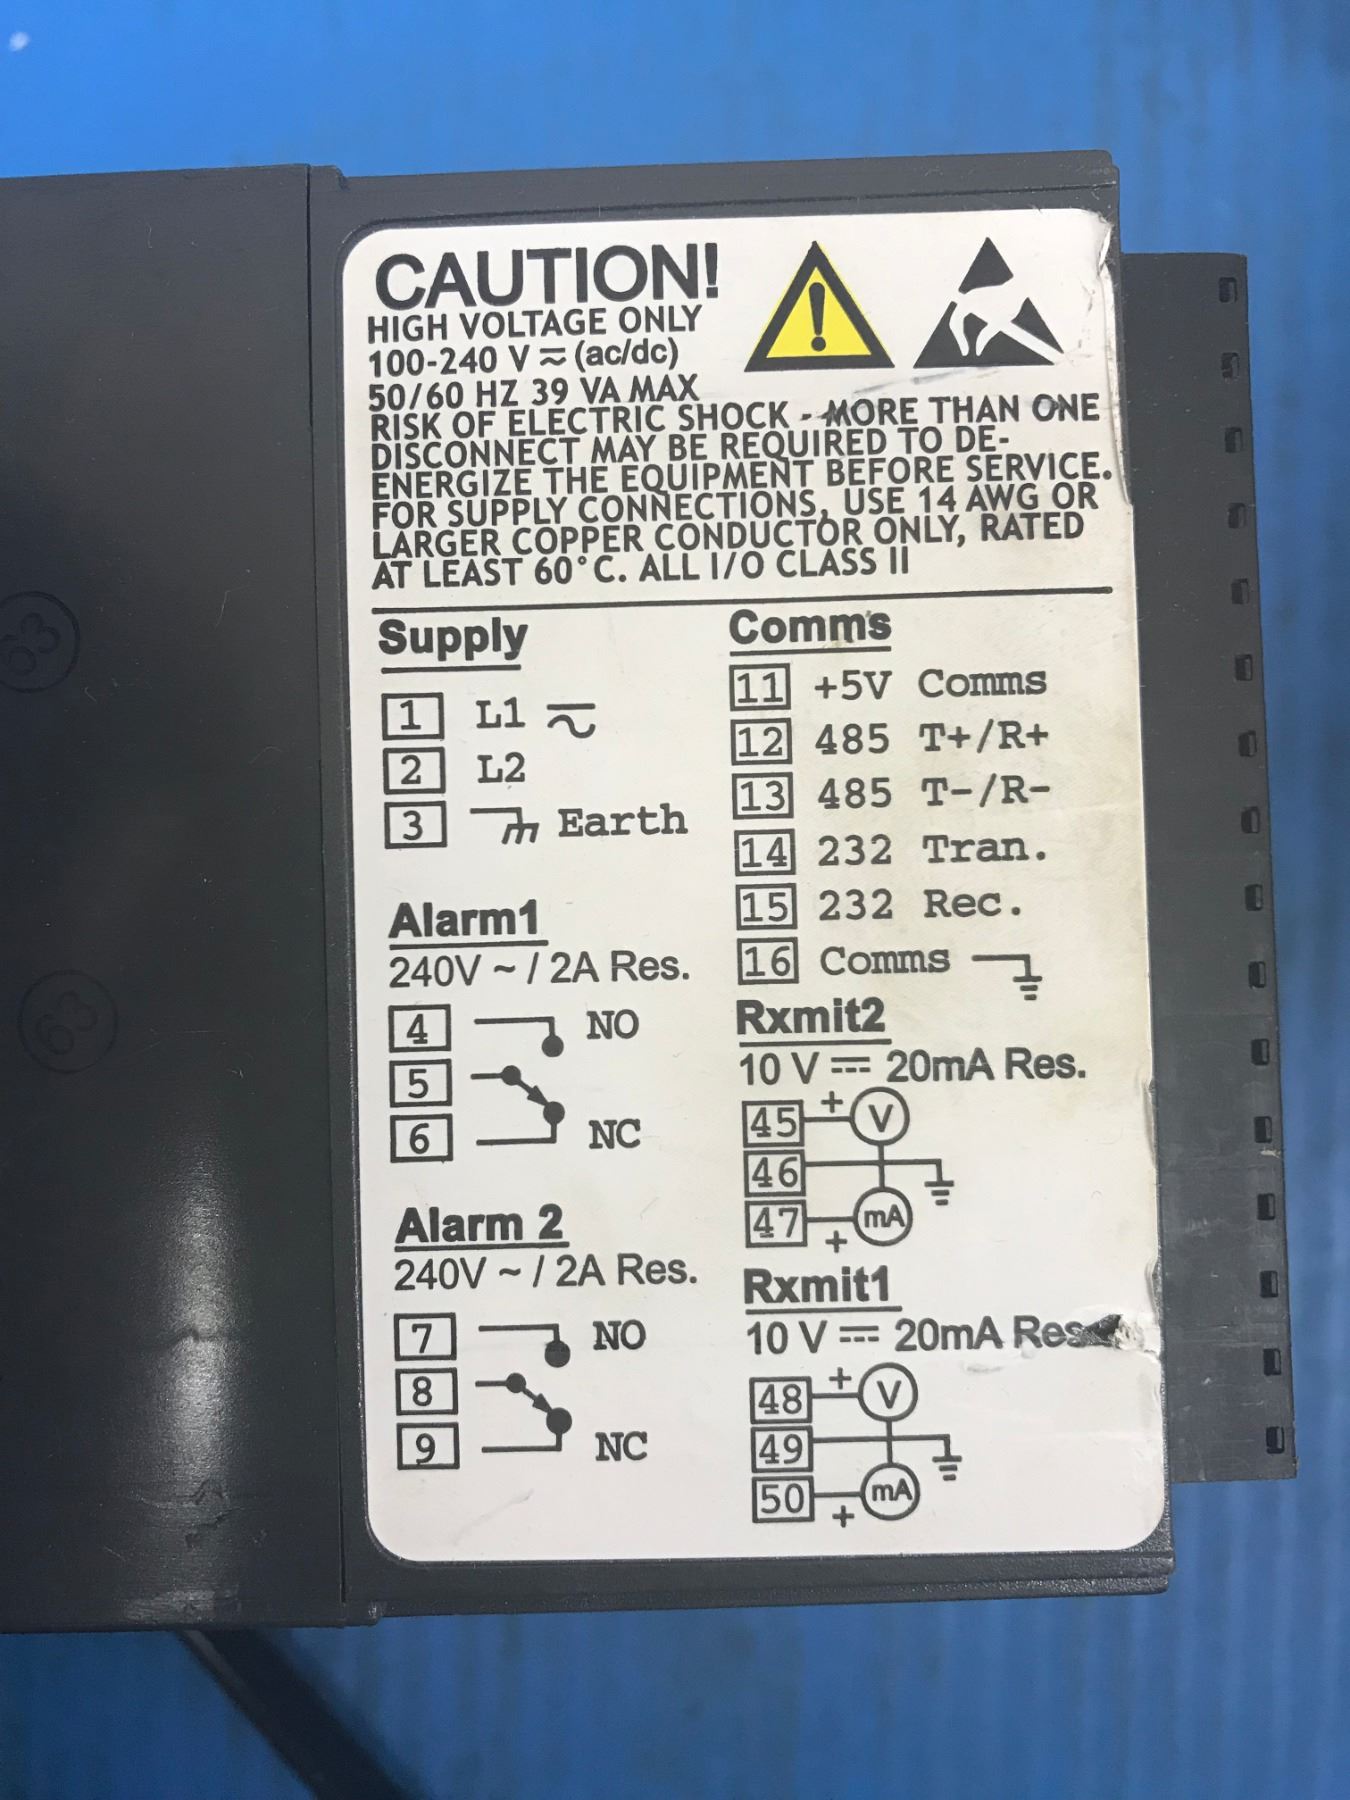 CAUTION!
HIGH VOLTAGE ONLY
100-240 V ≂ (ac/dc)
50/60 HZ 39 VA MAX
RISK OF ELECTRIC SHOCK - MORE THAN ONE
DISCONNECT MAY BE REQUIRED TO DE-
ENERGIZE THE EQUIPMENT BEFORE SERVICE.
FOR SUPPLY CONNECTIONS, USE 14 AWG OR
LARGER COPPER CONDUCTOR ONLY, RATED
AT LEAST 60°C. ALL I/O CLASS II
Supply
1 L1
2 L2
3 Earth
Alarm1
240V ~ / 2A Res.
4 NO
5
6 NC
Alarm 2
240V ~ / 2A Res.
7 NO
8
9 NC
Comms
11 +5V Comms
12 485 T+/R+
13 485 T-/R-
14 232 Tran.
15 232 Rec.
16 Comms
Rxmit2
10 V ⎓ 20mA Res.
45 + V
46
47 + mA
Rxmit1
10 V ⎓ 20mA Res
48 + V
49
50 + mA
63
63